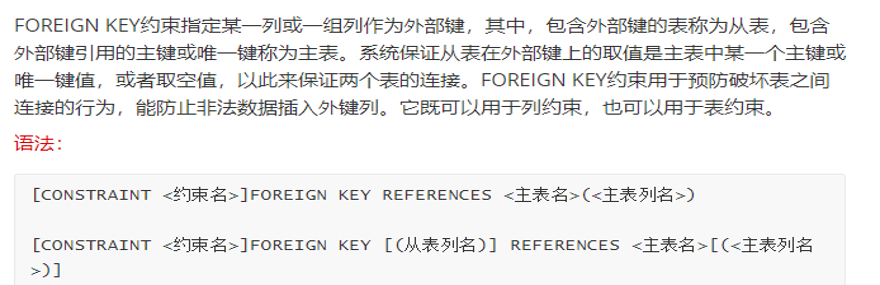 FOREIGN KEY约束指定某一列或一组列作为外部键，其中，包含外部键的表称为从表，包含
外部键引用的主键或唯一键称为主表。系统保证从表在外部键上的取值是主表中某一个主键或
唯一键值，或者取空值，以此来保证两个表的连接。FOREIGN KEY约束用于预防破坏表之间
连接的行为，能防止非法数据插入外键列。它既可以用于列约束，也可以用于表约束。
语法：
[CONSTRAINT <约束名>]FOREIGN KEY REFERENCES <主表名>(<主表列名>)
[CONSTRAINT <约束名>]FOREIGN KEY [(从表列名)] REFERENCES <主表名>[(<主表列名
>)]